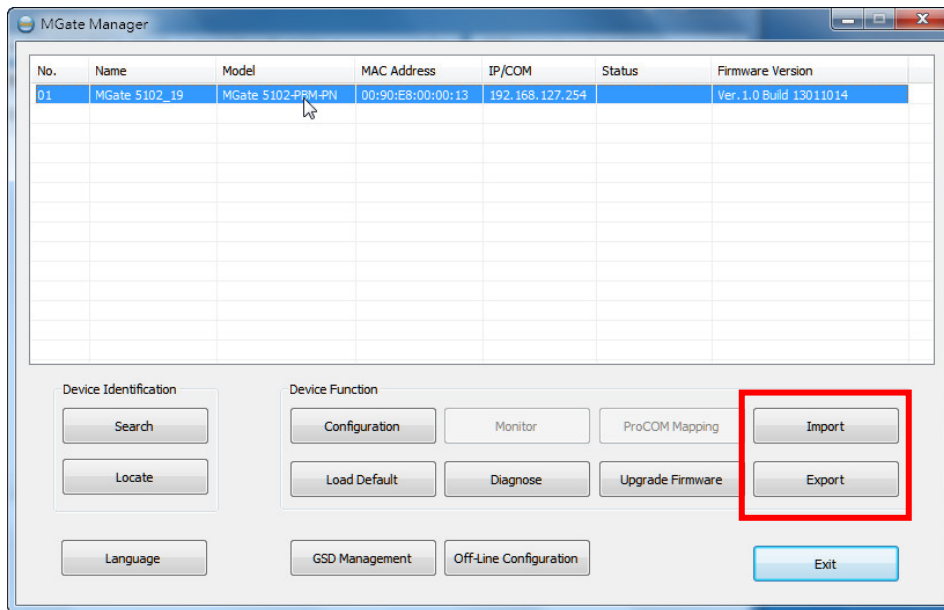 MGate Manager
No. Name Model MAC Address IP/COM Status Firmware Version
01 MGate 5102_19 MGate 5102-PBM-PN 00:90:E8:00:00:13 192.168.127.254 Ver.1.0 Build 13011014
Device Identification Device Function
Search Configuration Monitor ProCOM Mapping Import
Locate Load Default Diagnose Upgrade Firmware Export
Language GSD Management Off-Line Configuration Exit